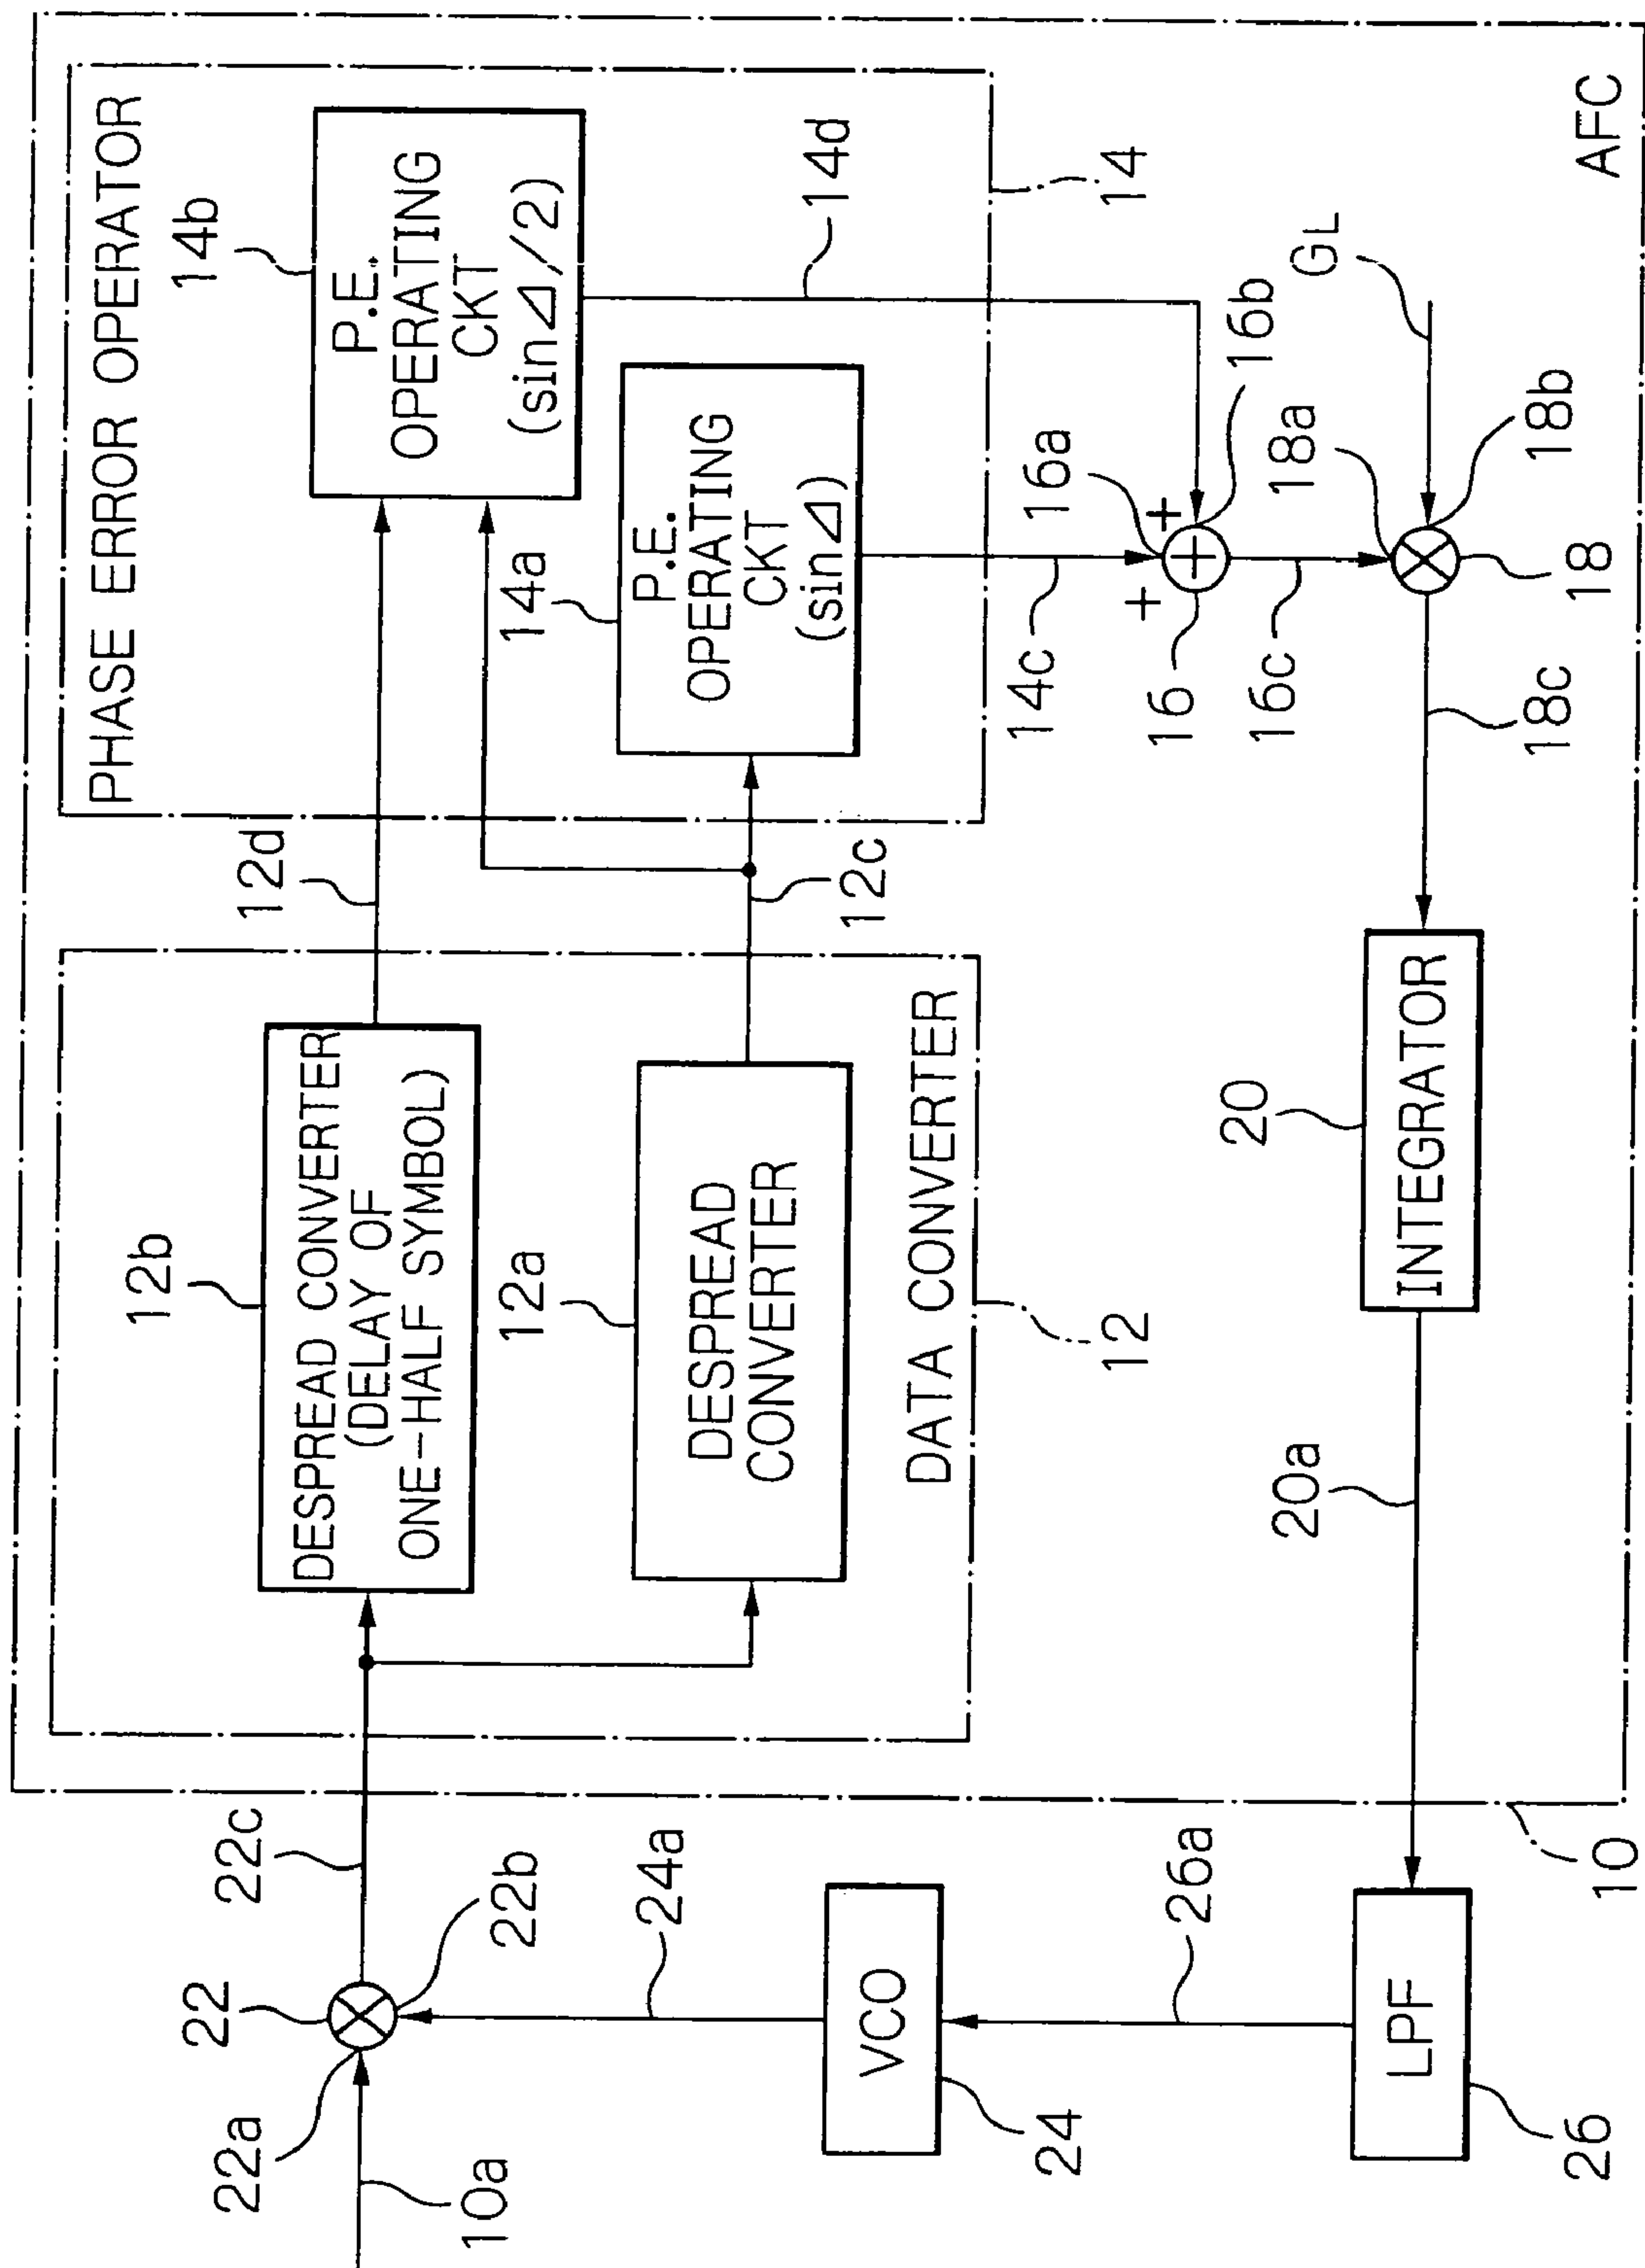 PHASE ERROR OPERATOR
14b
P.E.
OPERATING
CKT
(sin⊿/2)
14d
14
14a
P.E.
OPERATING
CKT
(sin⊿)
14c
16a
+
+
16
16b
16c
GL
18a
18b
18
18c
AFC
12d
12c
12b
DESPREAD CONVERTER
(DELAY OF
ONE-HALF SYMBOL)
12a
DESPREAD
CONVERTER
DATA CONVERTER
12
20
INTEGRATOR
20a
10
22c
22
22a
22b
10a
24a
VCO
24
26a
LPF
26